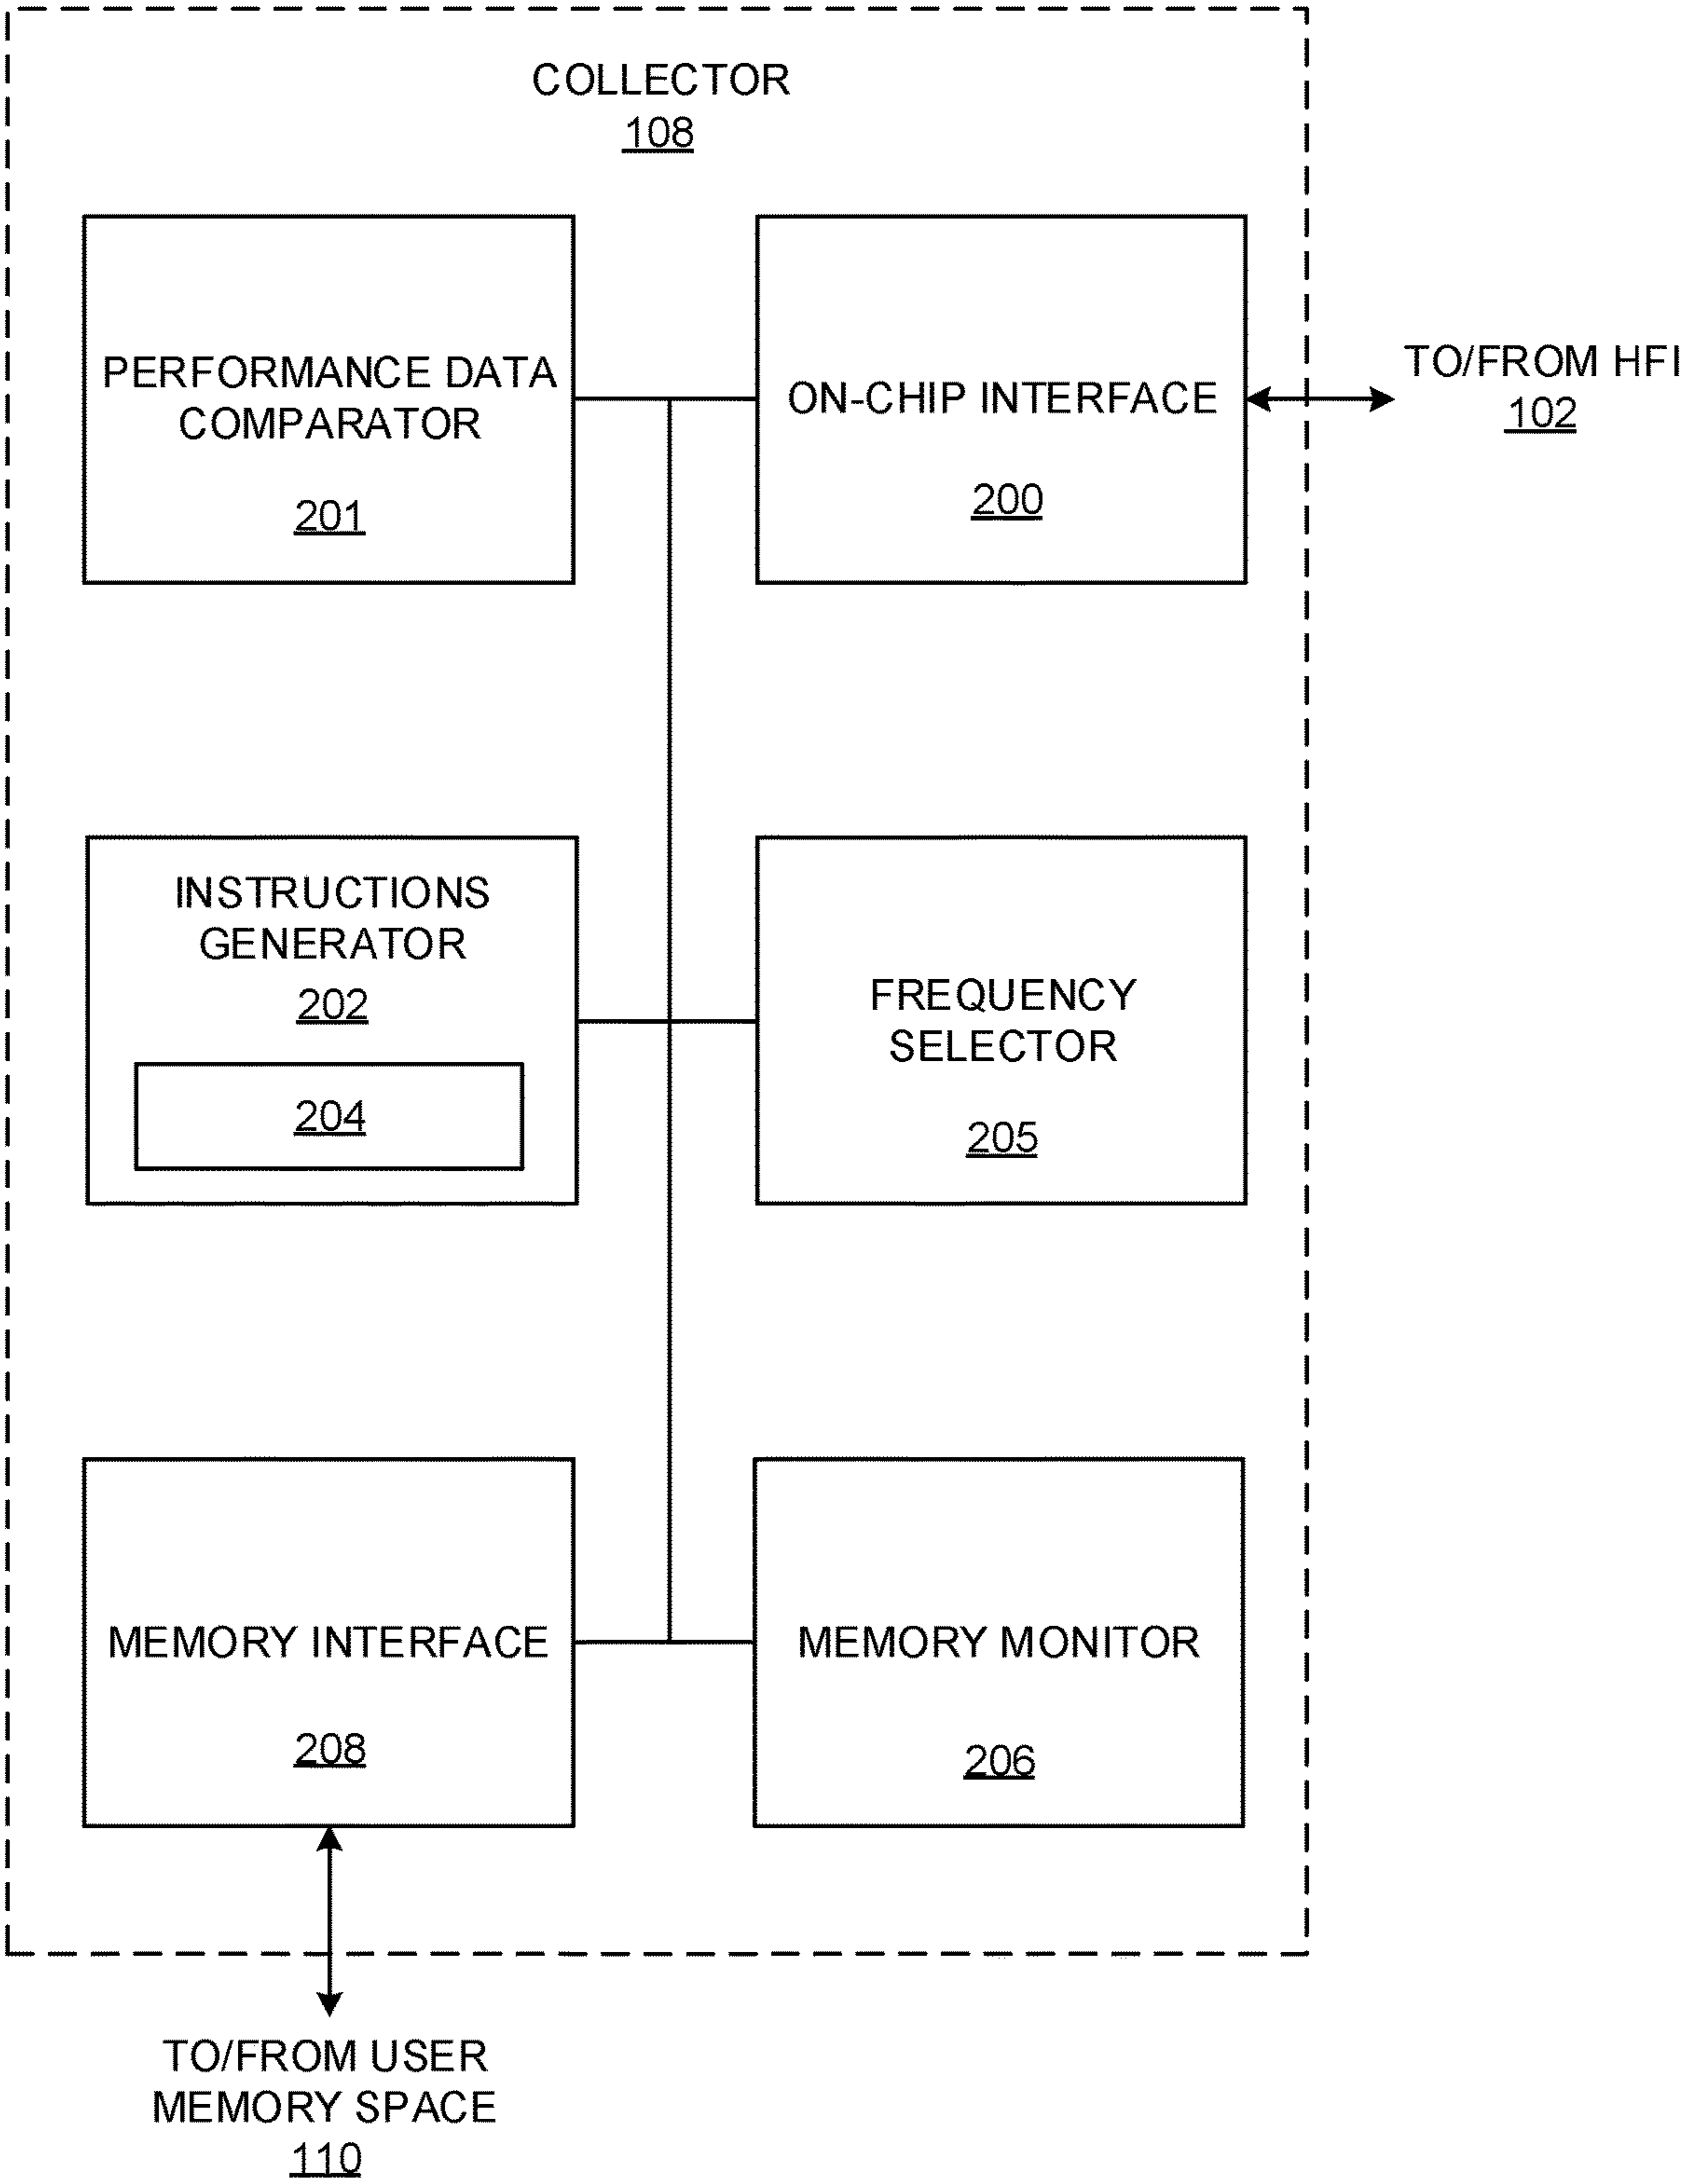 COLLECTOR
108
PERFORMANCE DATA
COMPARATOR
201
ON-CHIP INTERFACE
200
TO/FROM HFI
102
INSTRUCTIONS
GENERATOR
202
204
FREQUENCY
SELECTOR
205
MEMORY INTERFACE
208
MEMORY MONITOR
206
TO/FROM USER
MEMORY SPACE
110